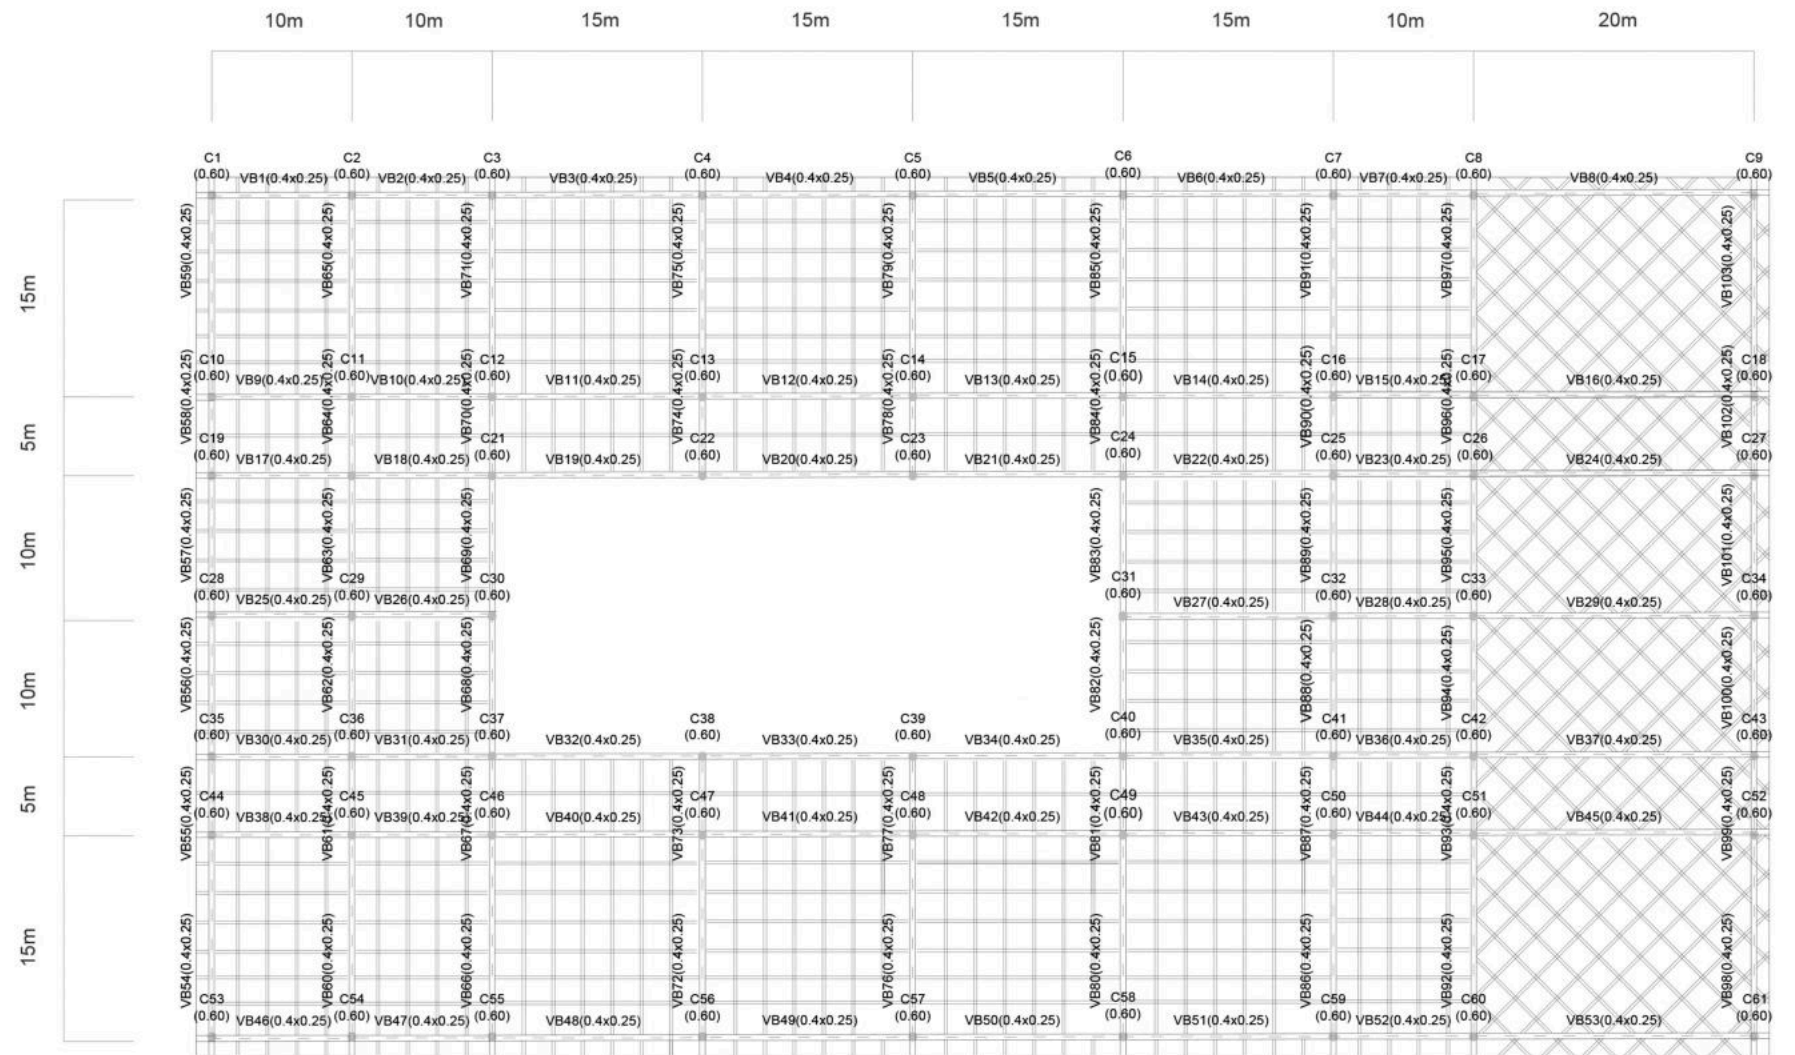 10m 10m 15m 15m 15m 15m 10m 20m
C1 C2 C3 C4 C5 C6 C7 C8 C9
(0.60) VB1(0.4x0.25) (0.60) VB2(0.4x0.25) (0.60) VB3(0.4x0.25) (0.60) VB4(0.4x0.25) (0.60) VB5(0.4x0.25) (0.60) VB6(0.4x0.25) (0.60) VB7(0.4x0.25) (0.60) VB8(0.4x0.25) (0.60)
15m
VB59(0.4x0.25) VB65(0.4x0.25) VB71(0.4x0.25) VB75(0.4x0.25) VB79(0.4x0.25) VB85(0.4x0.25) VB91(0.4x0.25) VB97(0.4x0.25) VB103(0.4x0.25)
C10 C11 C12 C13 C14 C15 C16 C17 C18
(0.60) VB9(0.4x0.25) (0.60) VB10(0.4x0.25) (0.60) VB11(0.4x0.25) (0.60) VB12(0.4x0.25) (0.60) VB13(0.4x0.25) (0.60) VB14(0.4x0.25) (0.60) VB15(0.4x0.25) (0.60) VB16(0.4x0.25) (0.60)
5m
VB58(0.4x0.25) VB64(0.4x0.25) VB70(0.4x0.25) VB74(0.4x0.25) VB78(0.4x0.25) VB84(0.4x0.25) VB90(0.4x0.25) VB96(0.4x0.25) VB102(0.4x0.25)
C19 C21 C22 C23 C24 C25 C26 C27
(0.60) VB17(0.4x0.25) VB18(0.4x0.25) (0.60) VB19(0.4x0.25) (0.60) VB20(0.4x0.25) (0.60) VB21(0.4x0.25) (0.60) VB22(0.4x0.25) (0.60) VB23(0.4x0.25) (0.60) VB24(0.4x0.25) (0.60)
10m
VB57(0.4x0.25) VB63(0.4x0.25) VB69(0.4x0.25) VB83(0.4x0.25) VB89(0.4x0.25) VB95(0.4x0.25) VB101(0.4x0.25)
C28 C29 C30 C31 C32 C33 C34
(0.60) VB25(0.4x0.25) (0.60) VB26(0.4x0.25) (0.60) (0.60) VB27(0.4x0.25) (0.60) VB28(0.4x0.25) (0.60) VB29(0.4x0.25) (0.60)
10m
VB56(0.4x0.25) VB62(0.4x0.25) VB68(0.4x0.25) VB82(0.4x0.25) VB88(0.4x0.25) VB94(0.4x0.25) VB100(0.4x0.25)
C35 C36 C37 C38 C39 C40 C41 C42 C43
(0.60) VB30(0.4x0.25) (0.60) VB31(0.4x0.25) (0.60) VB32(0.4x0.25) (0.60) VB33(0.4x0.25) (0.60) VB34(0.4x0.25) (0.60) VB35(0.4x0.25) (0.60) VB36(0.4x0.25) (0.60) VB37(0.4x0.25) (0.60)
5m
VB55(0.4x0.25) VB61(0.4x0.25) VB67(0.4x0.25) VB73(0.4x0.25) VB77(0.4x0.25) VB81(0.4x0.25) VB87(0.4x0.25) VB93(0.4x0.25) VB99(0.4x0.25)
C44 C45 C46 C47 C48 C49 C50 C51 C52
(0.60) VB38(0.4x0.25) (0.60) VB39(0.4x0.25) (0.60) VB40(0.4x0.25) (0.60) VB41(0.4x0.25) (0.60) VB42(0.4x0.25) (0.60) VB43(0.4x0.25) (0.60) VB44(0.4x0.25) (0.60) VB45(0.4x0.25) (0.60)
15m
VB54(0.4x0.25) VB60(0.4x0.25) VB66(0.4x0.25) VB72(0.4x0.25) VB76(0.4x0.25) VB80(0.4x0.25) VB86(0.4x0.25) VB92(0.4x0.25) VB98(0.4x0.25)
C53 C54 C55 C56 C57 C58 C59 C60 C61
(0.60) VB46(0.4x0.25) (0.60) VB47(0.4x0.25) (0.60) VB48(0.4x0.25) (0.60) VB49(0.4x0.25) (0.60) VB50(0.4x0.25) (0.60) VB51(0.4x0.25) (0.60) VB52(0.4x0.25) (0.60) VB53(0.4x0.25) (0.60)